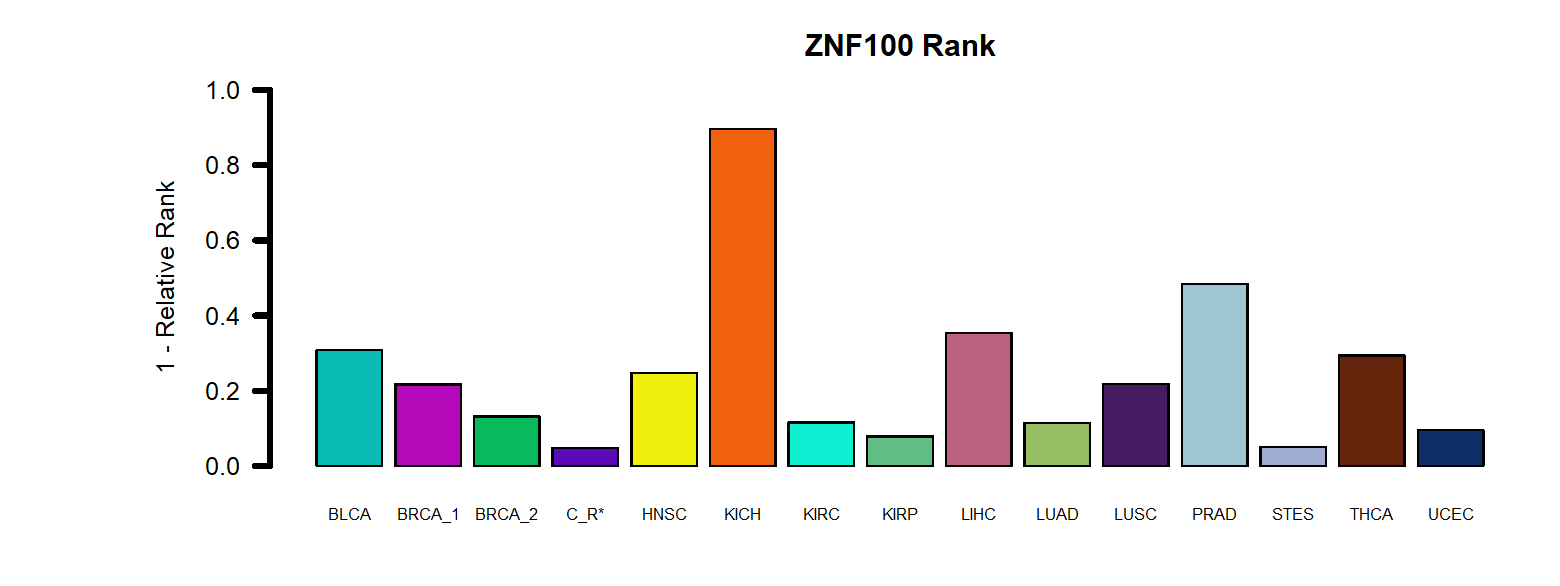 ZNF100 Rank
1 - Relative Rank
1.0
0.8
0.6
0.4
0.2
0.0
BLCA BRCA_1 BRCA_2 C_R* HNSC KICH KIRC KIRP LIHC LUAD LUSC PRAD STES THCA UCEC